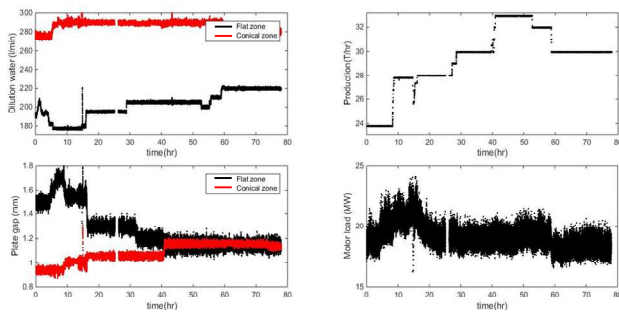 Dilution water (l/min)
300
280
260
240
220
200
180
Flat zone
Conical zone
0 10 20 30 40 50 60 70 80
time(hr)
Produccion(T/hr)
32
30
28
26
24
0 10 20 30 40 50 60 70 80
time(hr)
Plate gap (mm)
1.8
1.6
1.4
1.2
1
0.8
Flat zone
Conical zone
0 10 20 30 40 50 60 70 80
time(hr)
Motor load (MW)
25
20
15
0 10 20 30 40 50 60 70 80
time(hr)